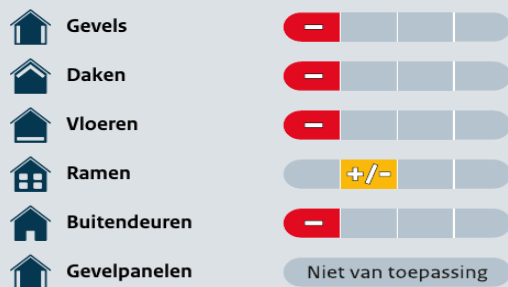 Gevels −
Daken −
Vloeren −
Ramen +/-
Buitendeuren −
Gevelpanelen Niet van toepassing